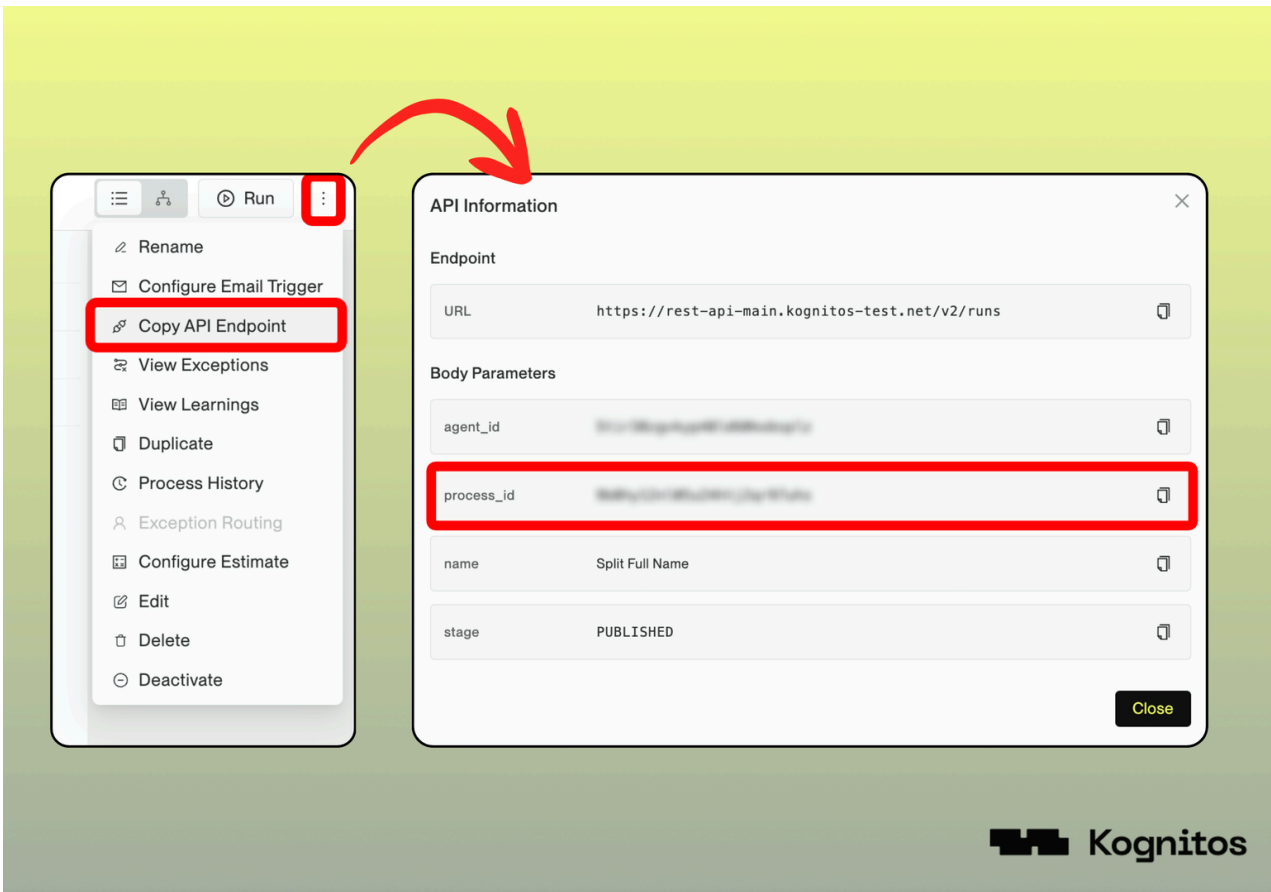 Run
Rename
Configure Email Trigger
Copy API Endpoint
View Exceptions
View Learnings
Duplicate
Process History
Exception Routing
Configure Estimate
Edit
Delete
Deactivate
API Information
Endpoint
URL https://rest-api-main.kognitos-test.net/v2/runs
Body Parameters
agent_id
process_id
name Split Full Name
stage PUBLISHED
Close
Kognitos